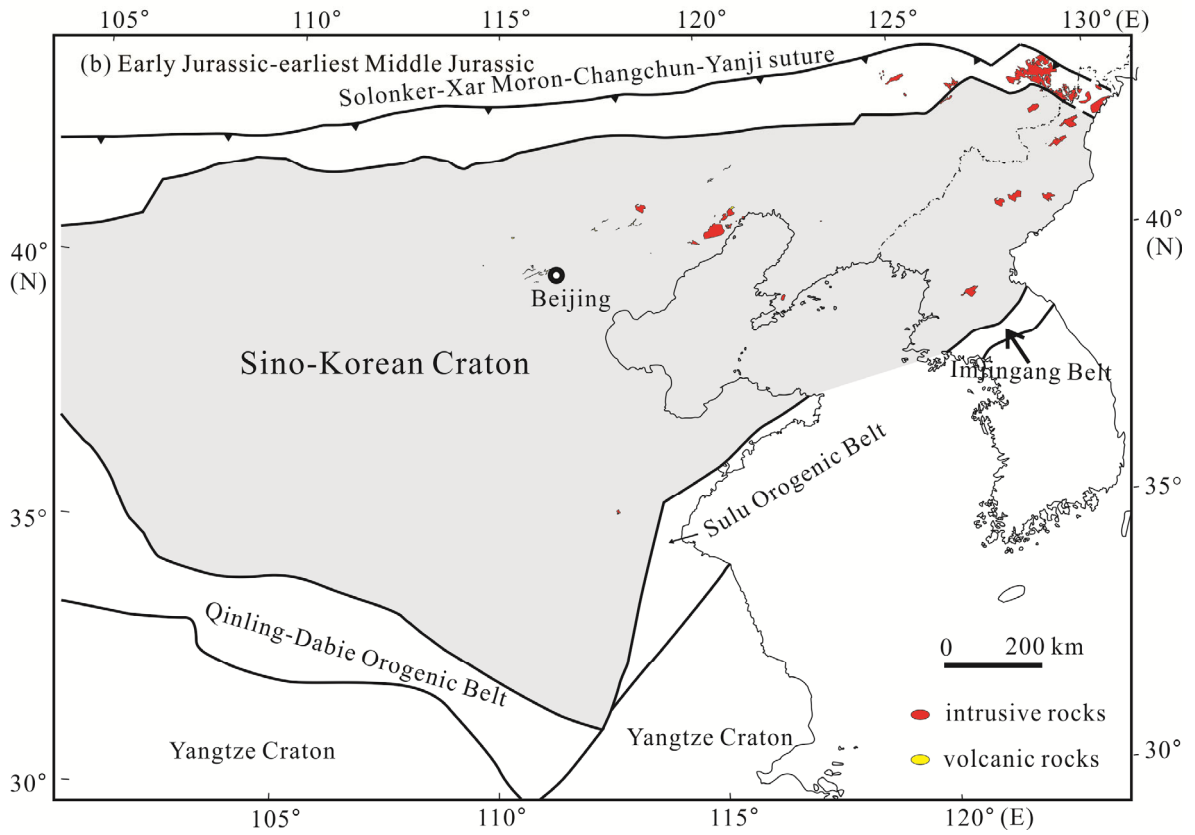 105° 110° 115° 120° 125° 130° (E)
(b) Early Jurassic-earliest Middle Jurassic
Solonker-Xar Moron-Changchun-Yanji suture
40°
(N)
40°
(N)
Beijing
Sino-Korean Craton
Imjingang Belt
Sulu Orogenic Belt
35°
35°
Qinling-Dabie Orogenic Belt
0 200 km
intrusive rocks
Yangtze Craton
Yangtze Craton
volcanic rocks
30°
30°
105° 110° 115° 120° (E)